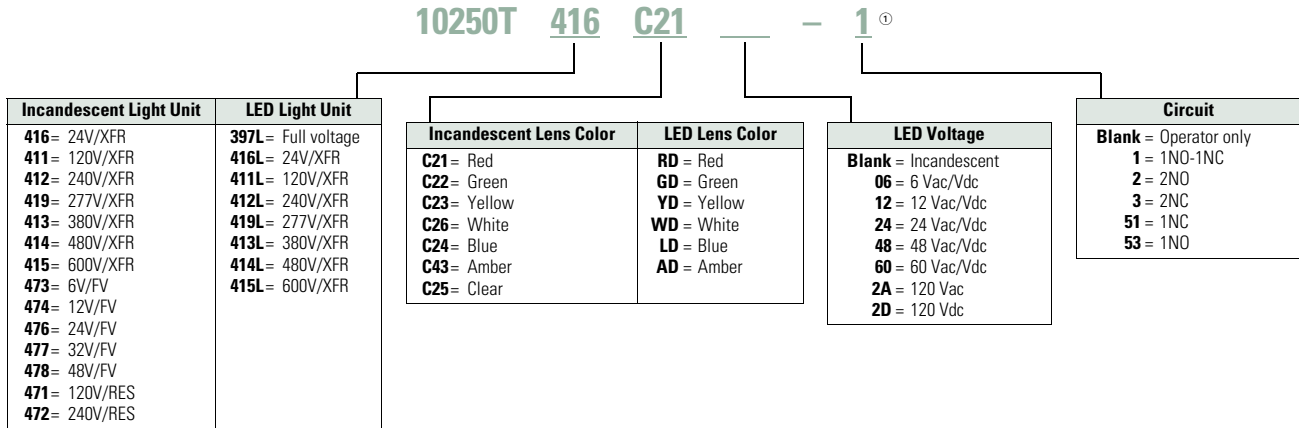 10250T 416 C21 – 1 ①
Incandescent Light Unit
416= 24V/XFR
411= 120V/XFR
412= 240V/XFR
419= 277V/XFR
413= 380V/XFR
414= 480V/XFR
415= 600V/XFR
473= 6V/FV
474= 12V/FV
476= 24V/FV
477= 32V/FV
478= 48V/FV
471= 120V/RES
472= 240V/RES
LED Light Unit
397L= Full voltage
416L= 24V/XFR
411L= 120V/XFR
412L= 240V/XFR
419L= 277V/XFR
413L= 380V/XFR
414L= 480V/XFR
415L= 600V/XFR
Incandescent Lens Color
C21= Red
C22= Green
C23= Yellow
C26= White
C24= Blue
C43= Amber
C25= Clear
LED Lens Color
RD = Red
GD = Green
YD = Yellow
WD = White
LD = Blue
AD = Amber
LED Voltage
Blank = Incandescent
06 = 6 Vac/Vdc
12 = 12 Vac/Vdc
24 = 24 Vac/Vdc
48 = 48 Vac/Vdc
60 = 60 Vac/Vdc
2A = 120 Vac
2D = 120 Vdc
Circuit
Blank = Operator only
1 = 1NO-1NC
2 = 2NO
3 = 2NC
51 = 1NC
53 = 1NO